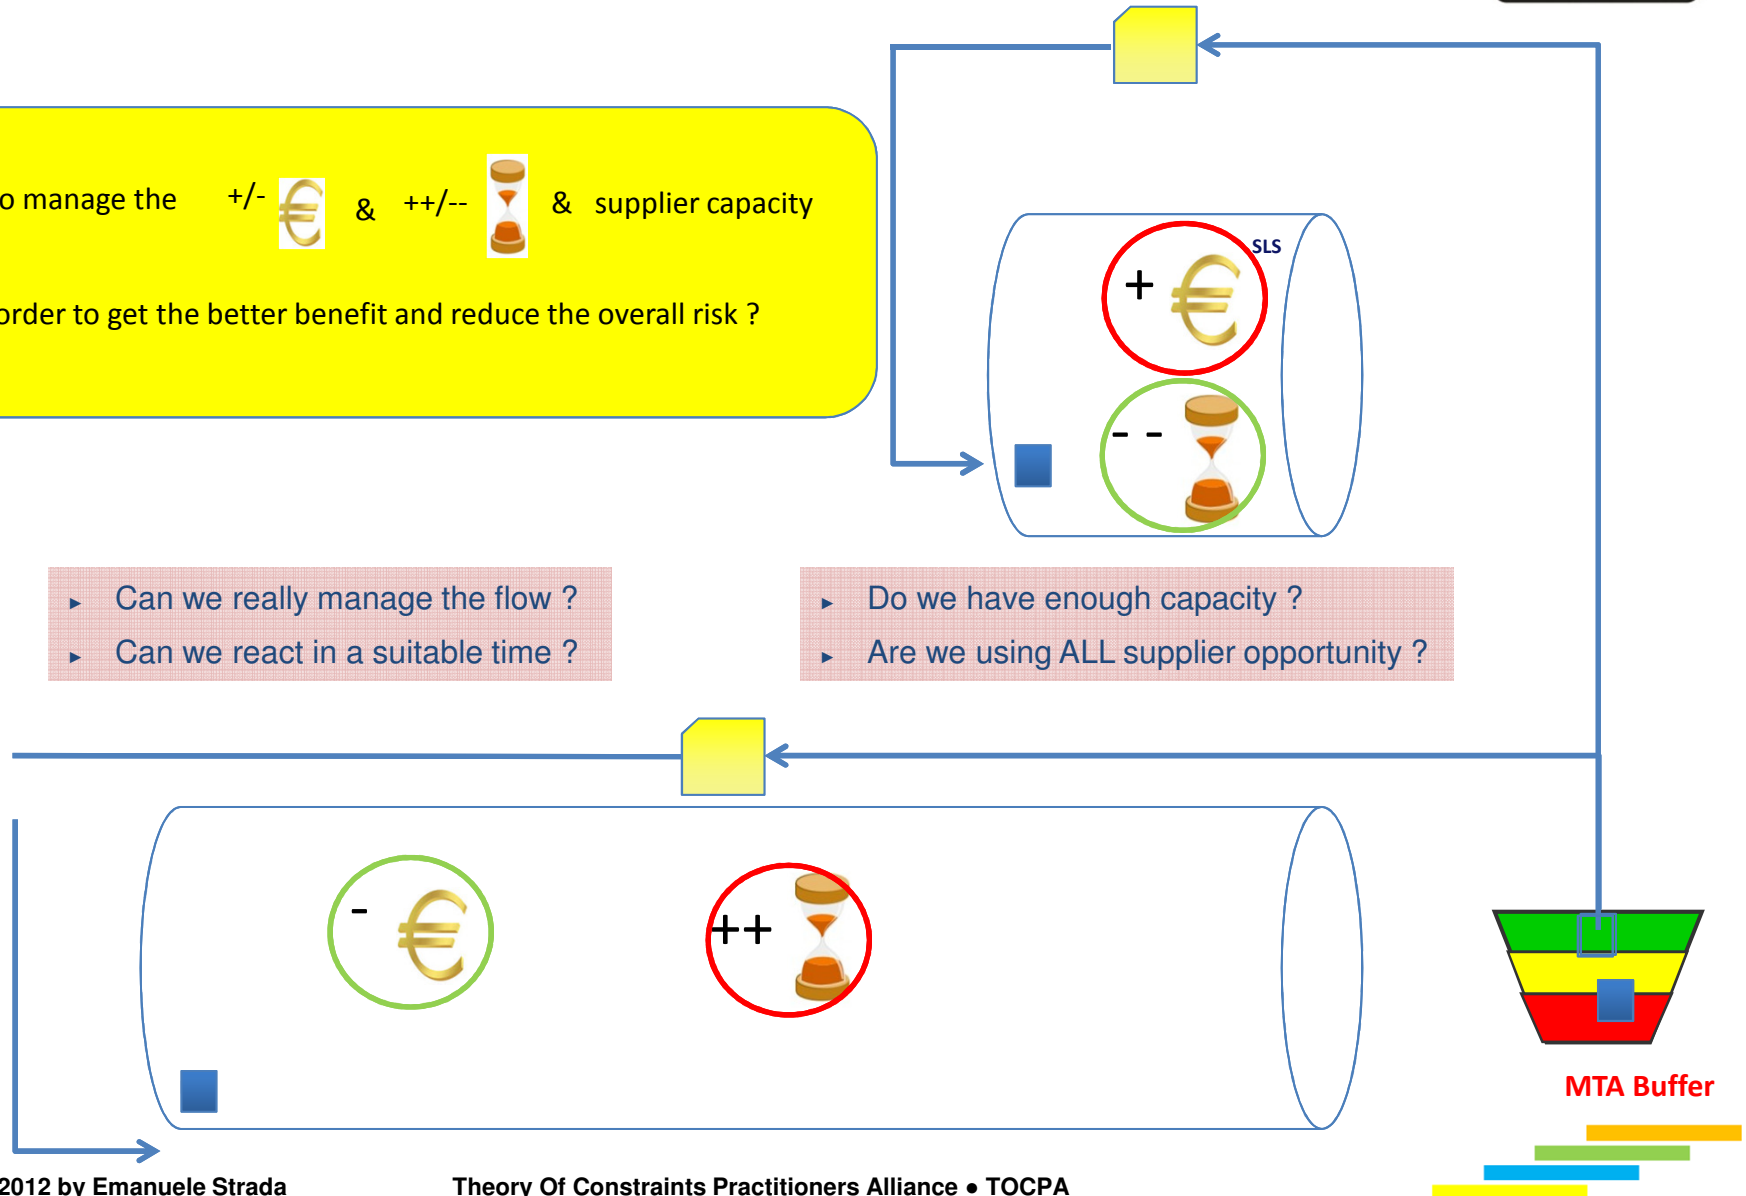 o manage the +/- & ++/-- & supplier capacity
order to get the better benefit and reduce the overall risk ?
+ SLS
- -
► Can we really manage the flow ?
► Can we react in a suitable time ?
► Do we have enough capacity ?
► Are we using ALL supplier opportunity ?
- ++
MTA Buffer
2012 by Emanuele Strada Theory Of Constraints Practitioners Alliance ● TOCPA